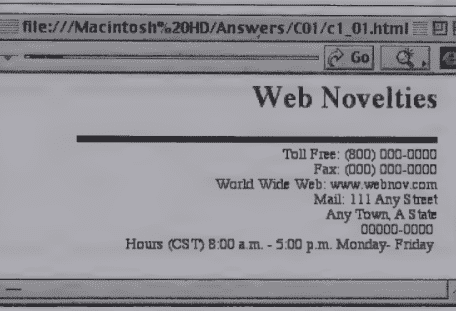 file:///Macintosh%20HD/Answers/C01/c1_01.html
Go
Web Novelties
Toll Free: (800) 000-0000
Fax: (000) 000-0000
World Wide Web: www.webnov.com
Mail: 111 Any Street
Any Town, A State
00000-0000
Hours (CST) 8:00 a.m. - 5:00 p.m. Monday- Friday